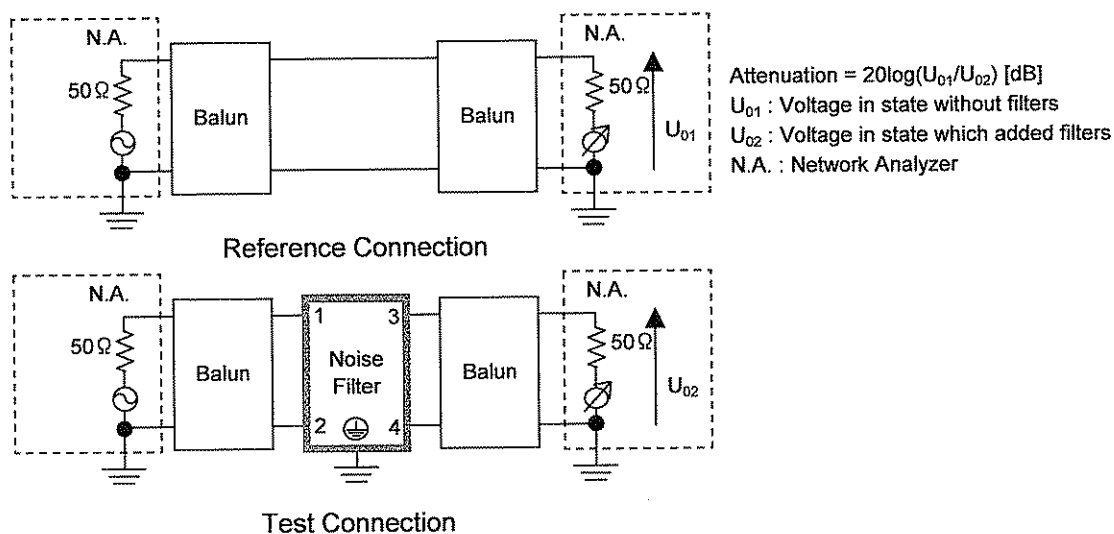 N.A.
50Ω
Balun
Balun
N.A.
50Ω
U01
Attenuation = 20log(U01/U02) [dB]
U01 : Voltage in state without filters
U02 : Voltage in state which added filters
N.A. : Network Analyzer
Reference Connection
N.A.
50Ω
Balun
1 3
Noise
Filter
2 4
Balun
N.A.
50Ω
U02
Test Connection